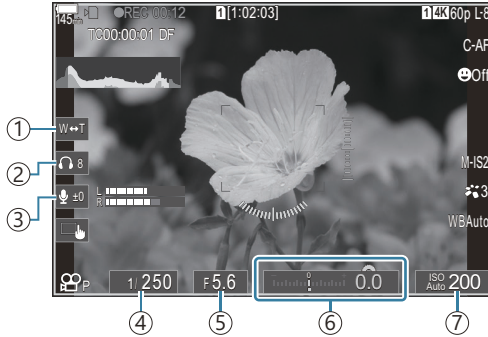 145min
REC 00:12
1[1:02:03]
1 4K 60p L-8
TC00:00:01 DF
C-AF
Off
1
W↔T
2
8
M-IS2
3
±0
L
R
3
WBAuto
P
1/250
F5.6
0
0.0
ISO Auto 200
4
5
6
7